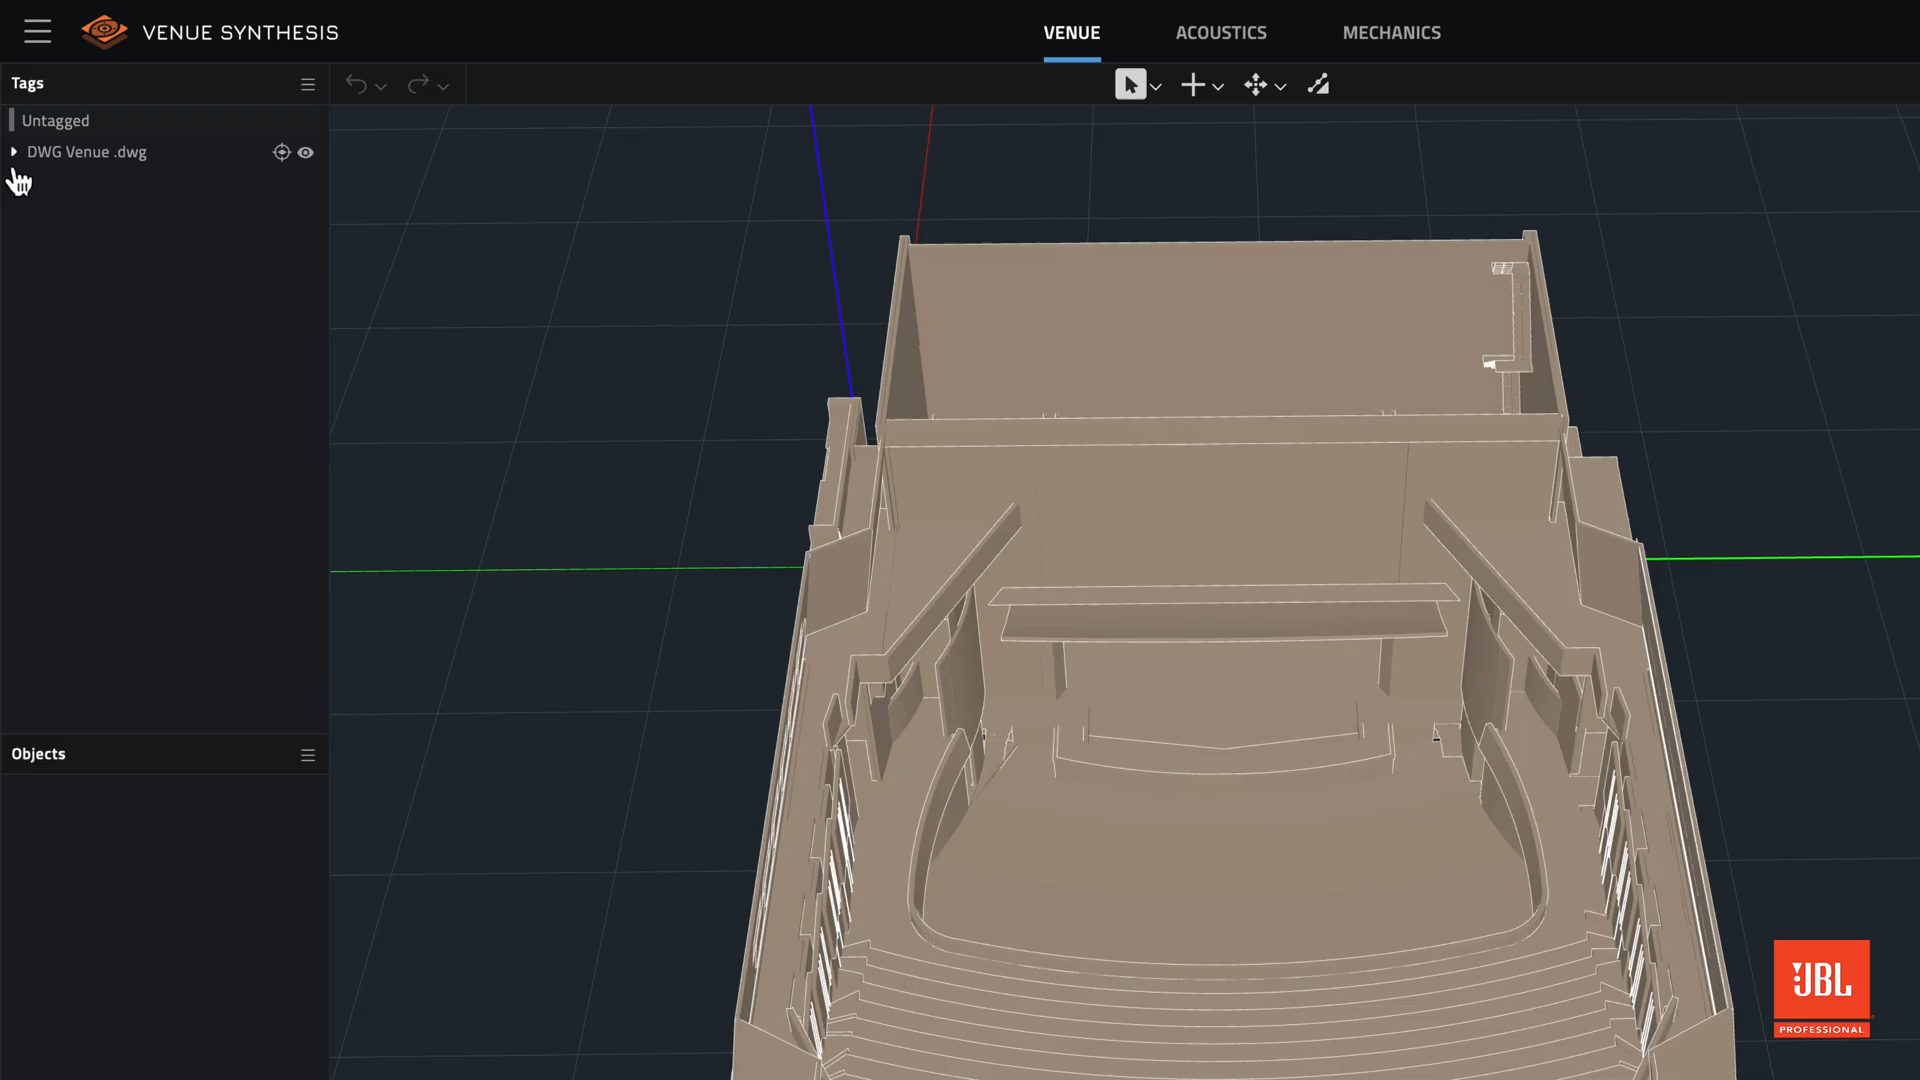 VENUE SYNTHESIS
VENUE
ACOUSTICS
MECHANICS
Tags
Untagged
DWG Venue .dwg
Objects
JBL
PROFESSIONAL